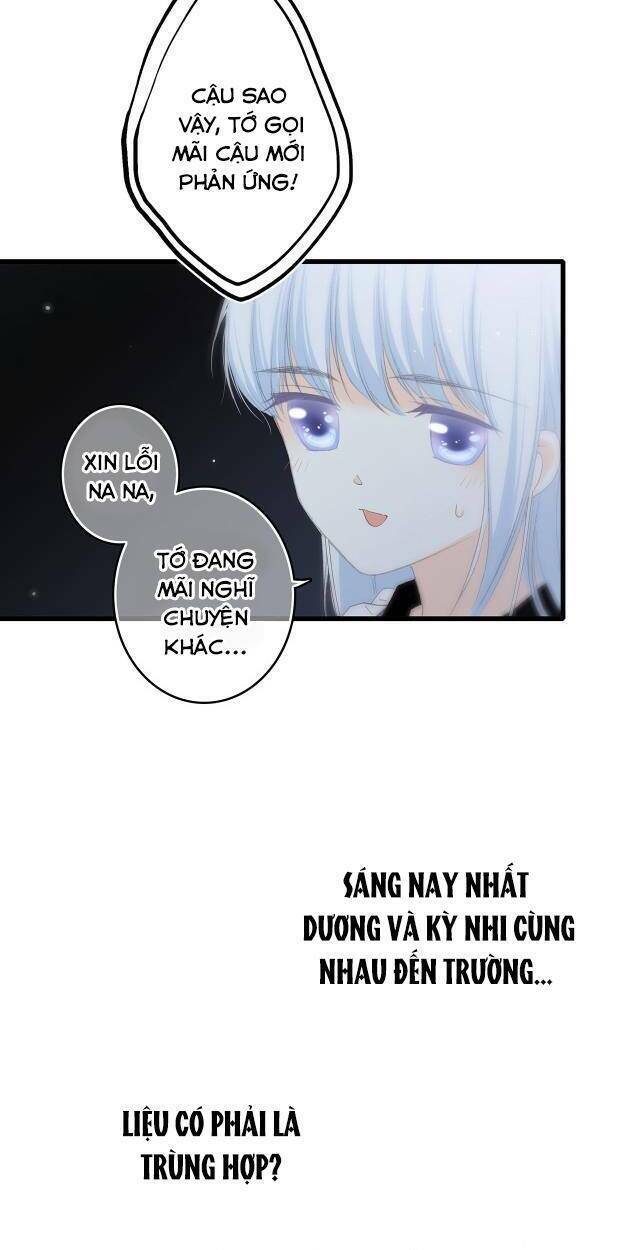 CẬU SAO
VẬY, TỚ GỌI
MÃI CẬU MỚI
PHẢN ỨNG!
XIN LỖI
NA NA,
TỚ ĐANG
MÃI NGHĨ
CHUYỆN
KHÁC...
SÁNG NAY NHẤT
DƯƠNG VÀ KỲ NHI CÙNG
NHAU ĐẾN TRƯỜNG...
LIỆU CÓ PHẢI LÀ
TRÙNG HỢP?